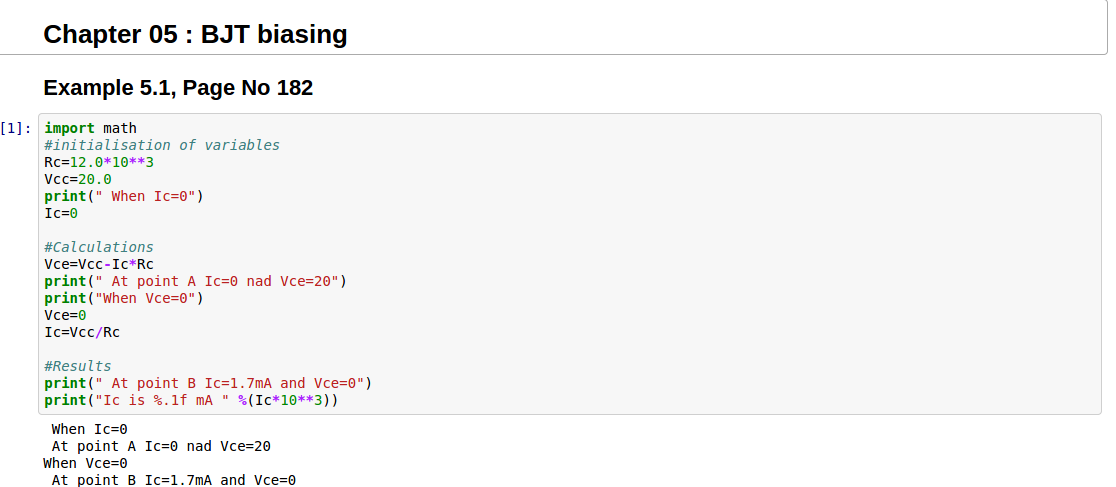 Chapter 05 : BJT biasing
Example 5.1, Page No 182
[1]:
import math
#initialisation of variables
Rc=12.0*10**3
Vcc=20.0
print(" When Ic=0")
Ic=0
#Calculations
Vce=Vcc-Ic*Rc
print(" At point A Ic=0 nad Vce=20")
print("When Vce=0")
Vce=0
Ic=Vcc/Rc
#Results
print(" At point B Ic=1.7mA and Vce=0")
print("Ic is %.1f mA " %(Ic*10**3))
When Ic=0
At point A Ic=0 nad Vce=20
When Vce=0
At point B Ic=1.7mA and Vce=0